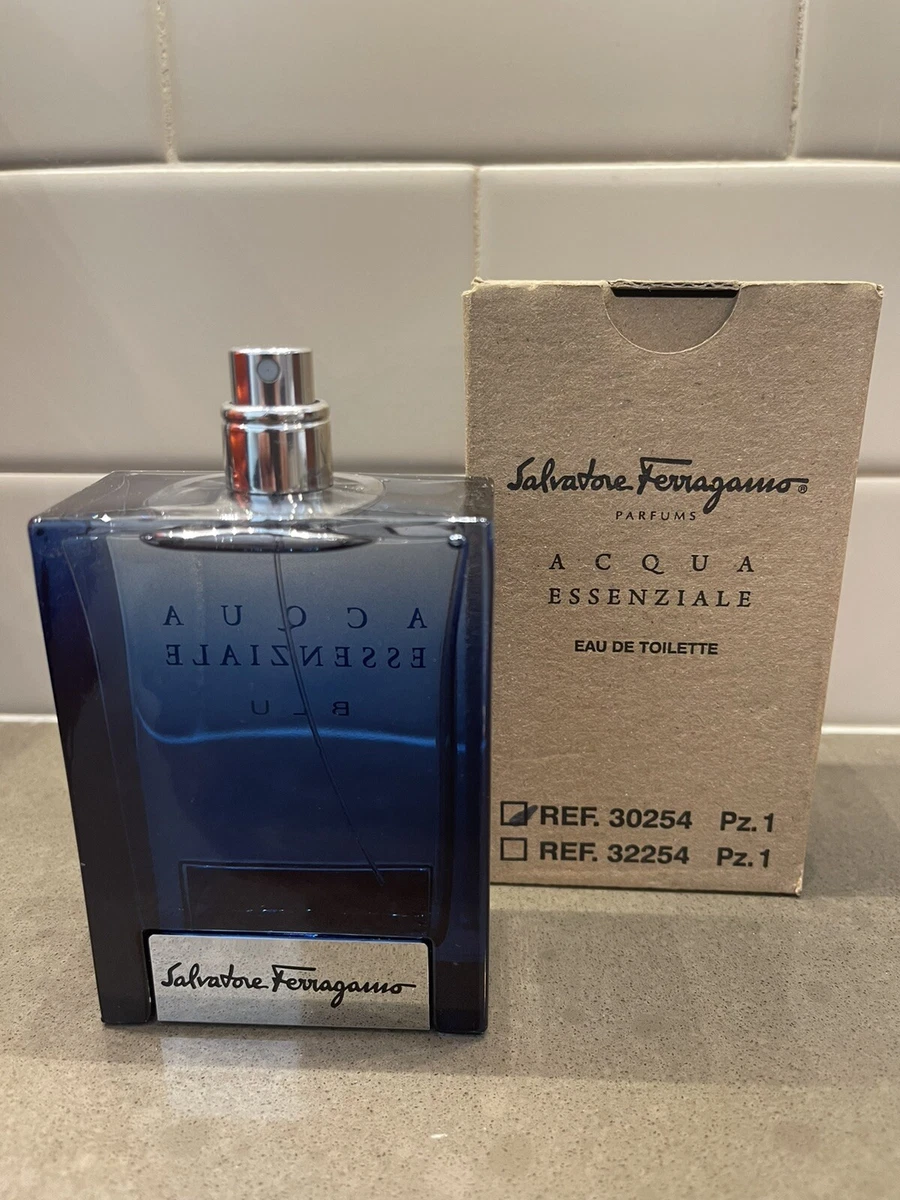 Salvatore Ferragamo®
PARFUMS
ACQUA
ESSENZIALE
EAU DE TOILETTE
REF. 30254 Pz.1
REF. 32254 Pz.1
ACQUA
ESSENZIALE
BLU
Salvatore Ferragamo